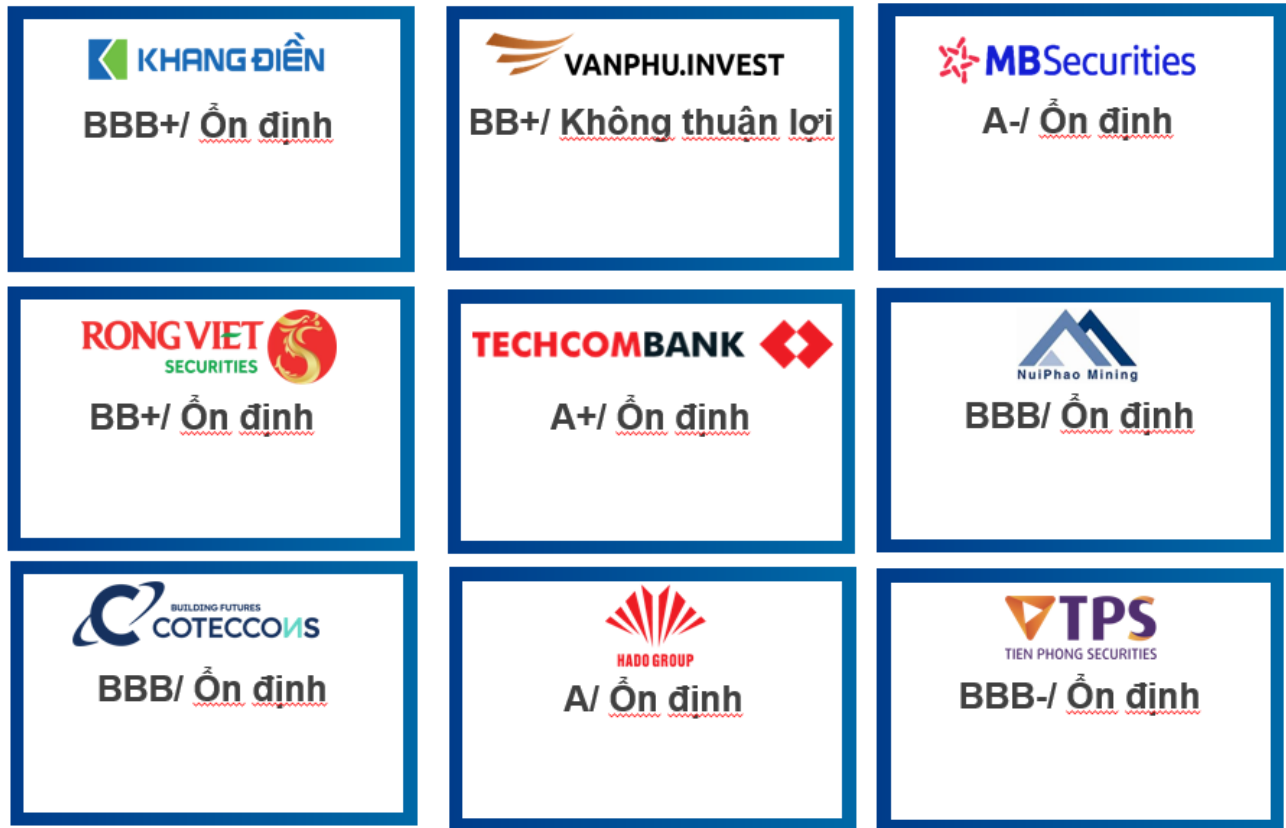 KHANG ĐIỀN
BBB+/ Ổn định
VANPHU.INVEST
BB+/ Không thuận lợi
MBSecurities
A-/ Ổn định
RONG VIET
SECURITIES
BB+/ Ổn định
TECHCOMBANK
A+/ Ổn định
NuiPhao Mining
BBB/ Ổn định
BUILDING FUTURES
COTECCONS
BBB/ Ổn định
HADO GROUP
A/ Ổn định
TPS
TIEN PHONG SECURITIES
BBB-/ Ổn định